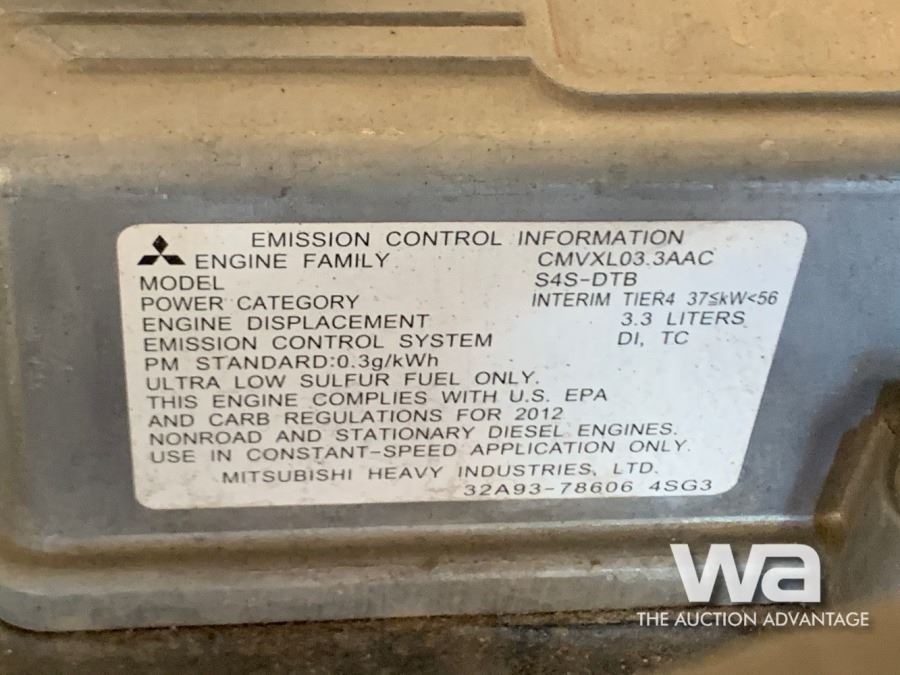 EMISSION CONTROL INFORMATION
ENGINE FAMILY CMVXL03.3AAC
MODEL S4S-DTB
POWER CATEGORY INTERIM TIER4 37≤kW<56
ENGINE DISPLACEMENT 3.3 LITERS
EMISSION CONTROL SYSTEM DI, TC
PM STANDARD:0.3g/kWh
ULTRA LOW SULFUR FUEL ONLY.
THIS ENGINE COMPLIES WITH U.S. EPA
AND CARB REGULATIONS FOR 2012
NONROAD AND STATIONARY DIESEL ENGINES.
USE IN CONSTANT-SPEED APPLICATION ONLY.
MITSUBISHI HEAVY INDUSTRIES, LTD.
32A93-78606 4SG3
wa
THE AUCTION ADVANTAGE